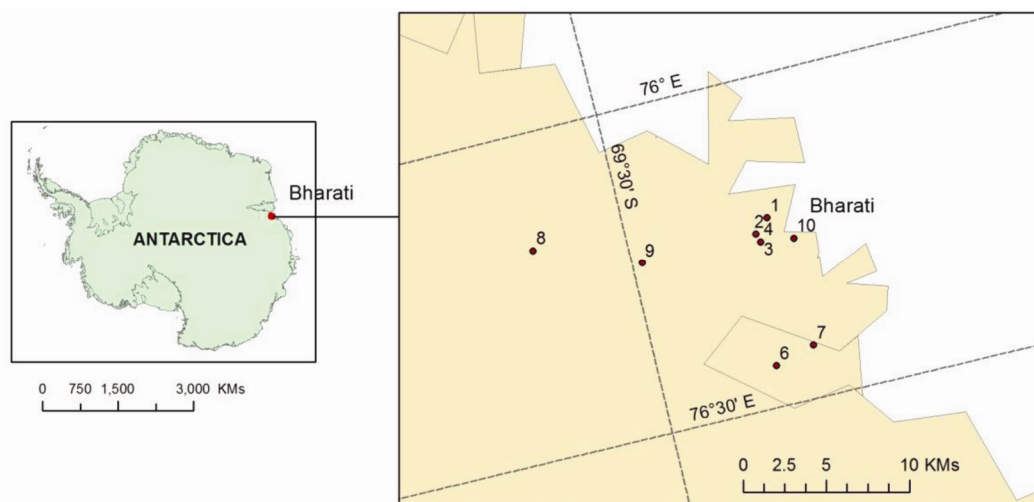 Bharati
ANTARCTICA
0 750 1,500 3,000 KMs
76° E
69°30' S
1
Bharati
2
4
10
3
8
9
7
6
76°30' E
0 2.5 5 10 KMs